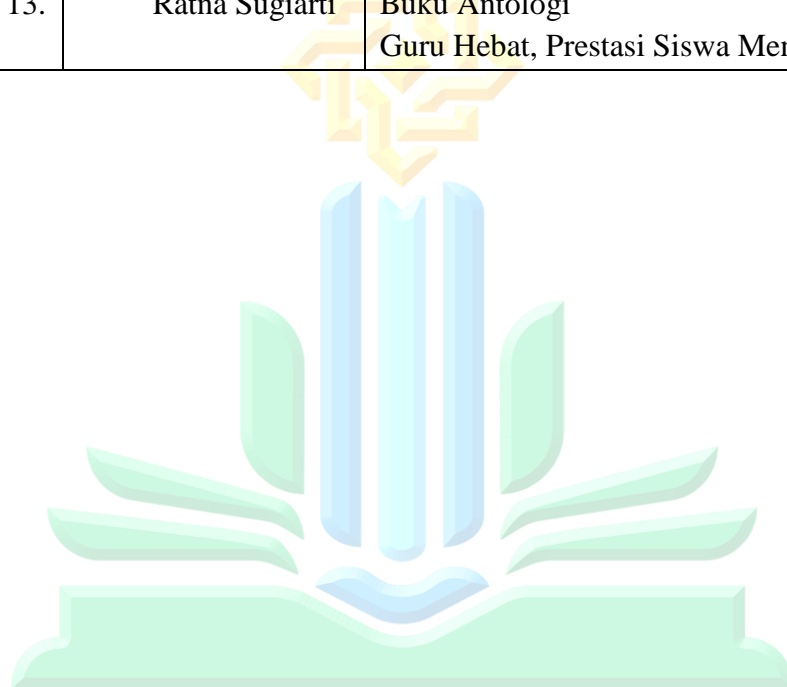 13. Ratna Sugiarti Buku Antologi
Guru Hebat, Prestasi Siswa